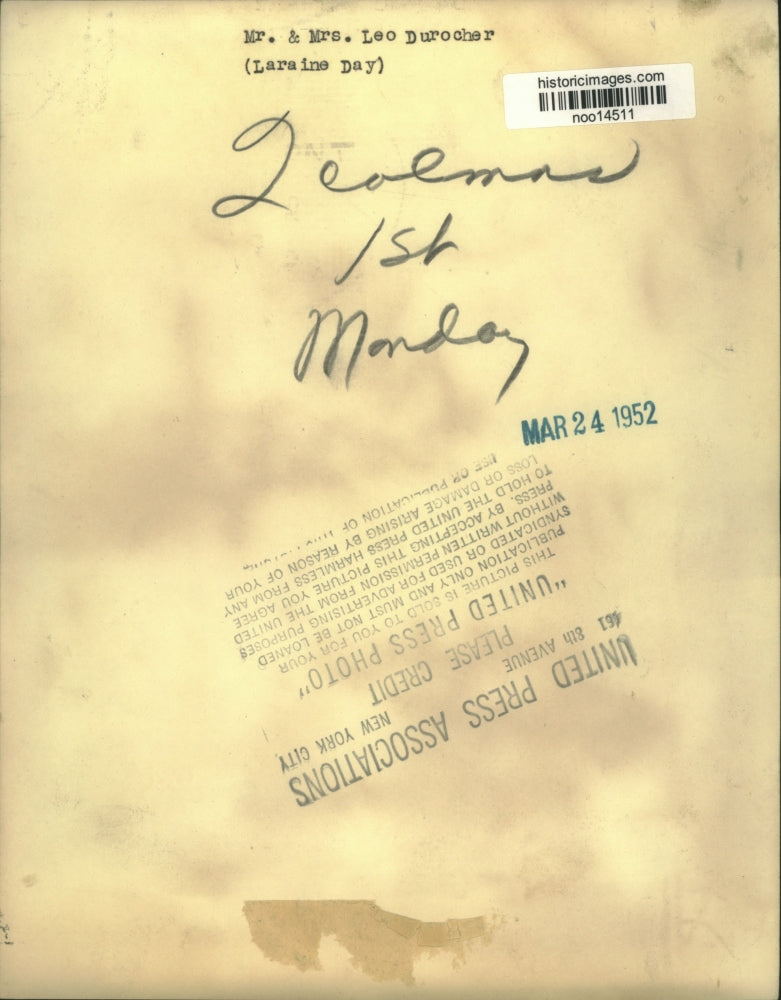 Mr. & Mrs. Leo Durocher
(Laraine Day)
historicimages.com
noo14511
2 columns
1st
Monday
MAR 24 1952
UNITED PRESS ASSOCIATIONS
461 8th AVENUE NEW YORK CITY
PLEASE CREDIT
"UNITED PRESS PHOTO"
THIS PICTURE IS SOLD TO YOU FOR YOUR
PUBLICATION ONLY AND MUST NOT BE LOANED
SYNDICATED OR USED FOR ADVERTISING PURPOSES
WITHOUT WRITTEN PERMISSION FROM THE UNITED
PRESS. BY ACCEPTING THIS PICTURE YOU AGREE
TO HOLD THE UNITED PRESS HARMLESS FROM ANY
LOSS OR DAMAGE ARISING BY REASON OF YOUR
USE OR PUBLICATION OF